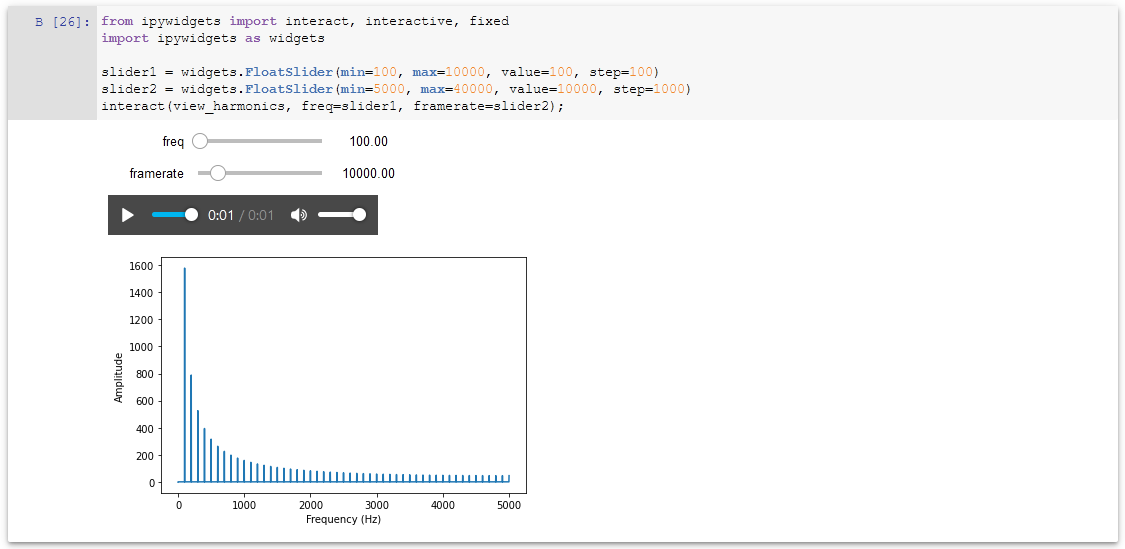 B [26]: from ipywidgets import interact, interactive, fixed
import ipywidgets as widgets
slider1 = widgets.FloatSlider(min=100, max=10000, value=100, step=100)
slider2 = widgets.FloatSlider(min=5000, max=40000, value=10000, step=1000)
interact(view_harmonics, freq=slider1, framerate=slider2);
freq 100.00
framerate 10000.00
0:01 / 0:01
1600
1400
1200
1000
800
600
400
200
0
Amplitude
0 1000 2000 3000 4000 5000
Frequency (Hz)